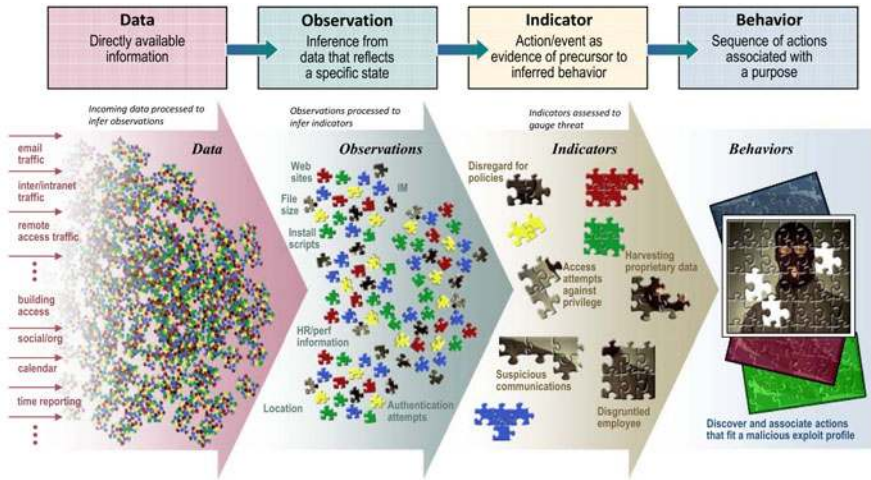 Data
Directly available
information
Observation
Inference from
data that reflects
a specific state
Indicator
Action/event as
evidence of precursor to
inferred behavior
Behavior
Sequence of actions
associated with
a purpose
Incoming data processed to
infer observations
Observations processed to
infer indicators
Indicators assessed to
gauge threat
Data
Observations
Indicators
Behaviors
email
traffic
inter/intranet
traffic
remote
access traffic
building
access
social/org
calendar
time reporting
Web
sites
IM
File
size
Install
scripts
HR/perf
information
Location
Authentication
attempts
Disregard for
policies
Access
attempts
against
privilege
Harvesting
proprietary data
Suspicious
communications
Disgruntled
employee
Discover and associate actions
that fit a malicious exploit profile